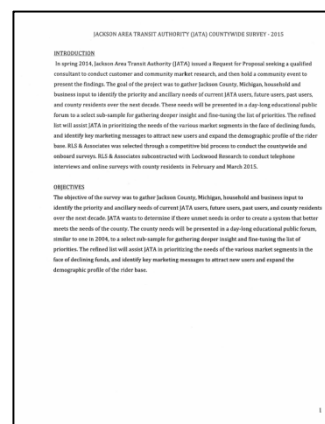 JACKSON AREA TRANSIT AUTHORITY (JATA) COUNTYWIDE SURVEY - 2015
INTRODUCTION
In spring 2014, Jackson Area Transit Authority (JATA) issued a Request for Proposal seeking a qualified
consultant to conduct customer and community market research, and then hold a community event to
present the findings. The goal of the project was to gather Jackson County, Michigan, household and
business input to identify the priority and ancillary needs of current JATA users, future users, past users,
and county residents over the next decade. These needs will be presented in a day-long educational public
forum to a select sub-sample for gathering deeper insight and fine-tuning the list of priorities. The refined
list will assist JATA in prioritizing the needs of the various market segments in the face of declining funds,
and identify key marketing messages to attract new users and expand the demographic profile of the rider
base. RLS & Associates was selected through a competitive bid process to conduct the countywide and
onboard surveys. RLS & Associates subcontracted with Lockwood Research to conduct telephone
interviews and online surveys with county residents in February and March 2015.
OBJECTIVES
The objective of the survey was to gather Jackson County, Michigan, household and business input to
identify the priority and ancillary needs of current JATA users, future users, past users, and county residents
over the next decade. JATA wants to determine if there unmet needs in order to create a system that better
meets the needs of the county. The county needs will be presented in a day-long educational public forum,
similar to one in 2004, to a select sub-sample for gathering deeper insight and fine-tuning the list of
priorities. The refined list will assist JATA in prioritizing the needs of the various market segments in the
face of declining funds, and identify key marketing messages to attract new users and expand the
demographic profile of the rider base.
1